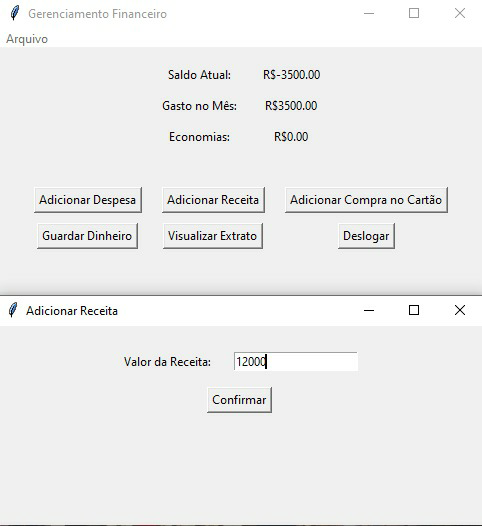 Gerenciamento Financeiro
Arquivo
Saldo Atual: R$-3500.00
Gasto no Mês: R$3500.00
Economias: R$0.00
Adicionar Despesa Adicionar Receita Adicionar Compra no Cartão
Guardar Dinheiro Visualizar Extrato Deslogar
Adicionar Receita
Valor da Receita: 12000
Confirmar